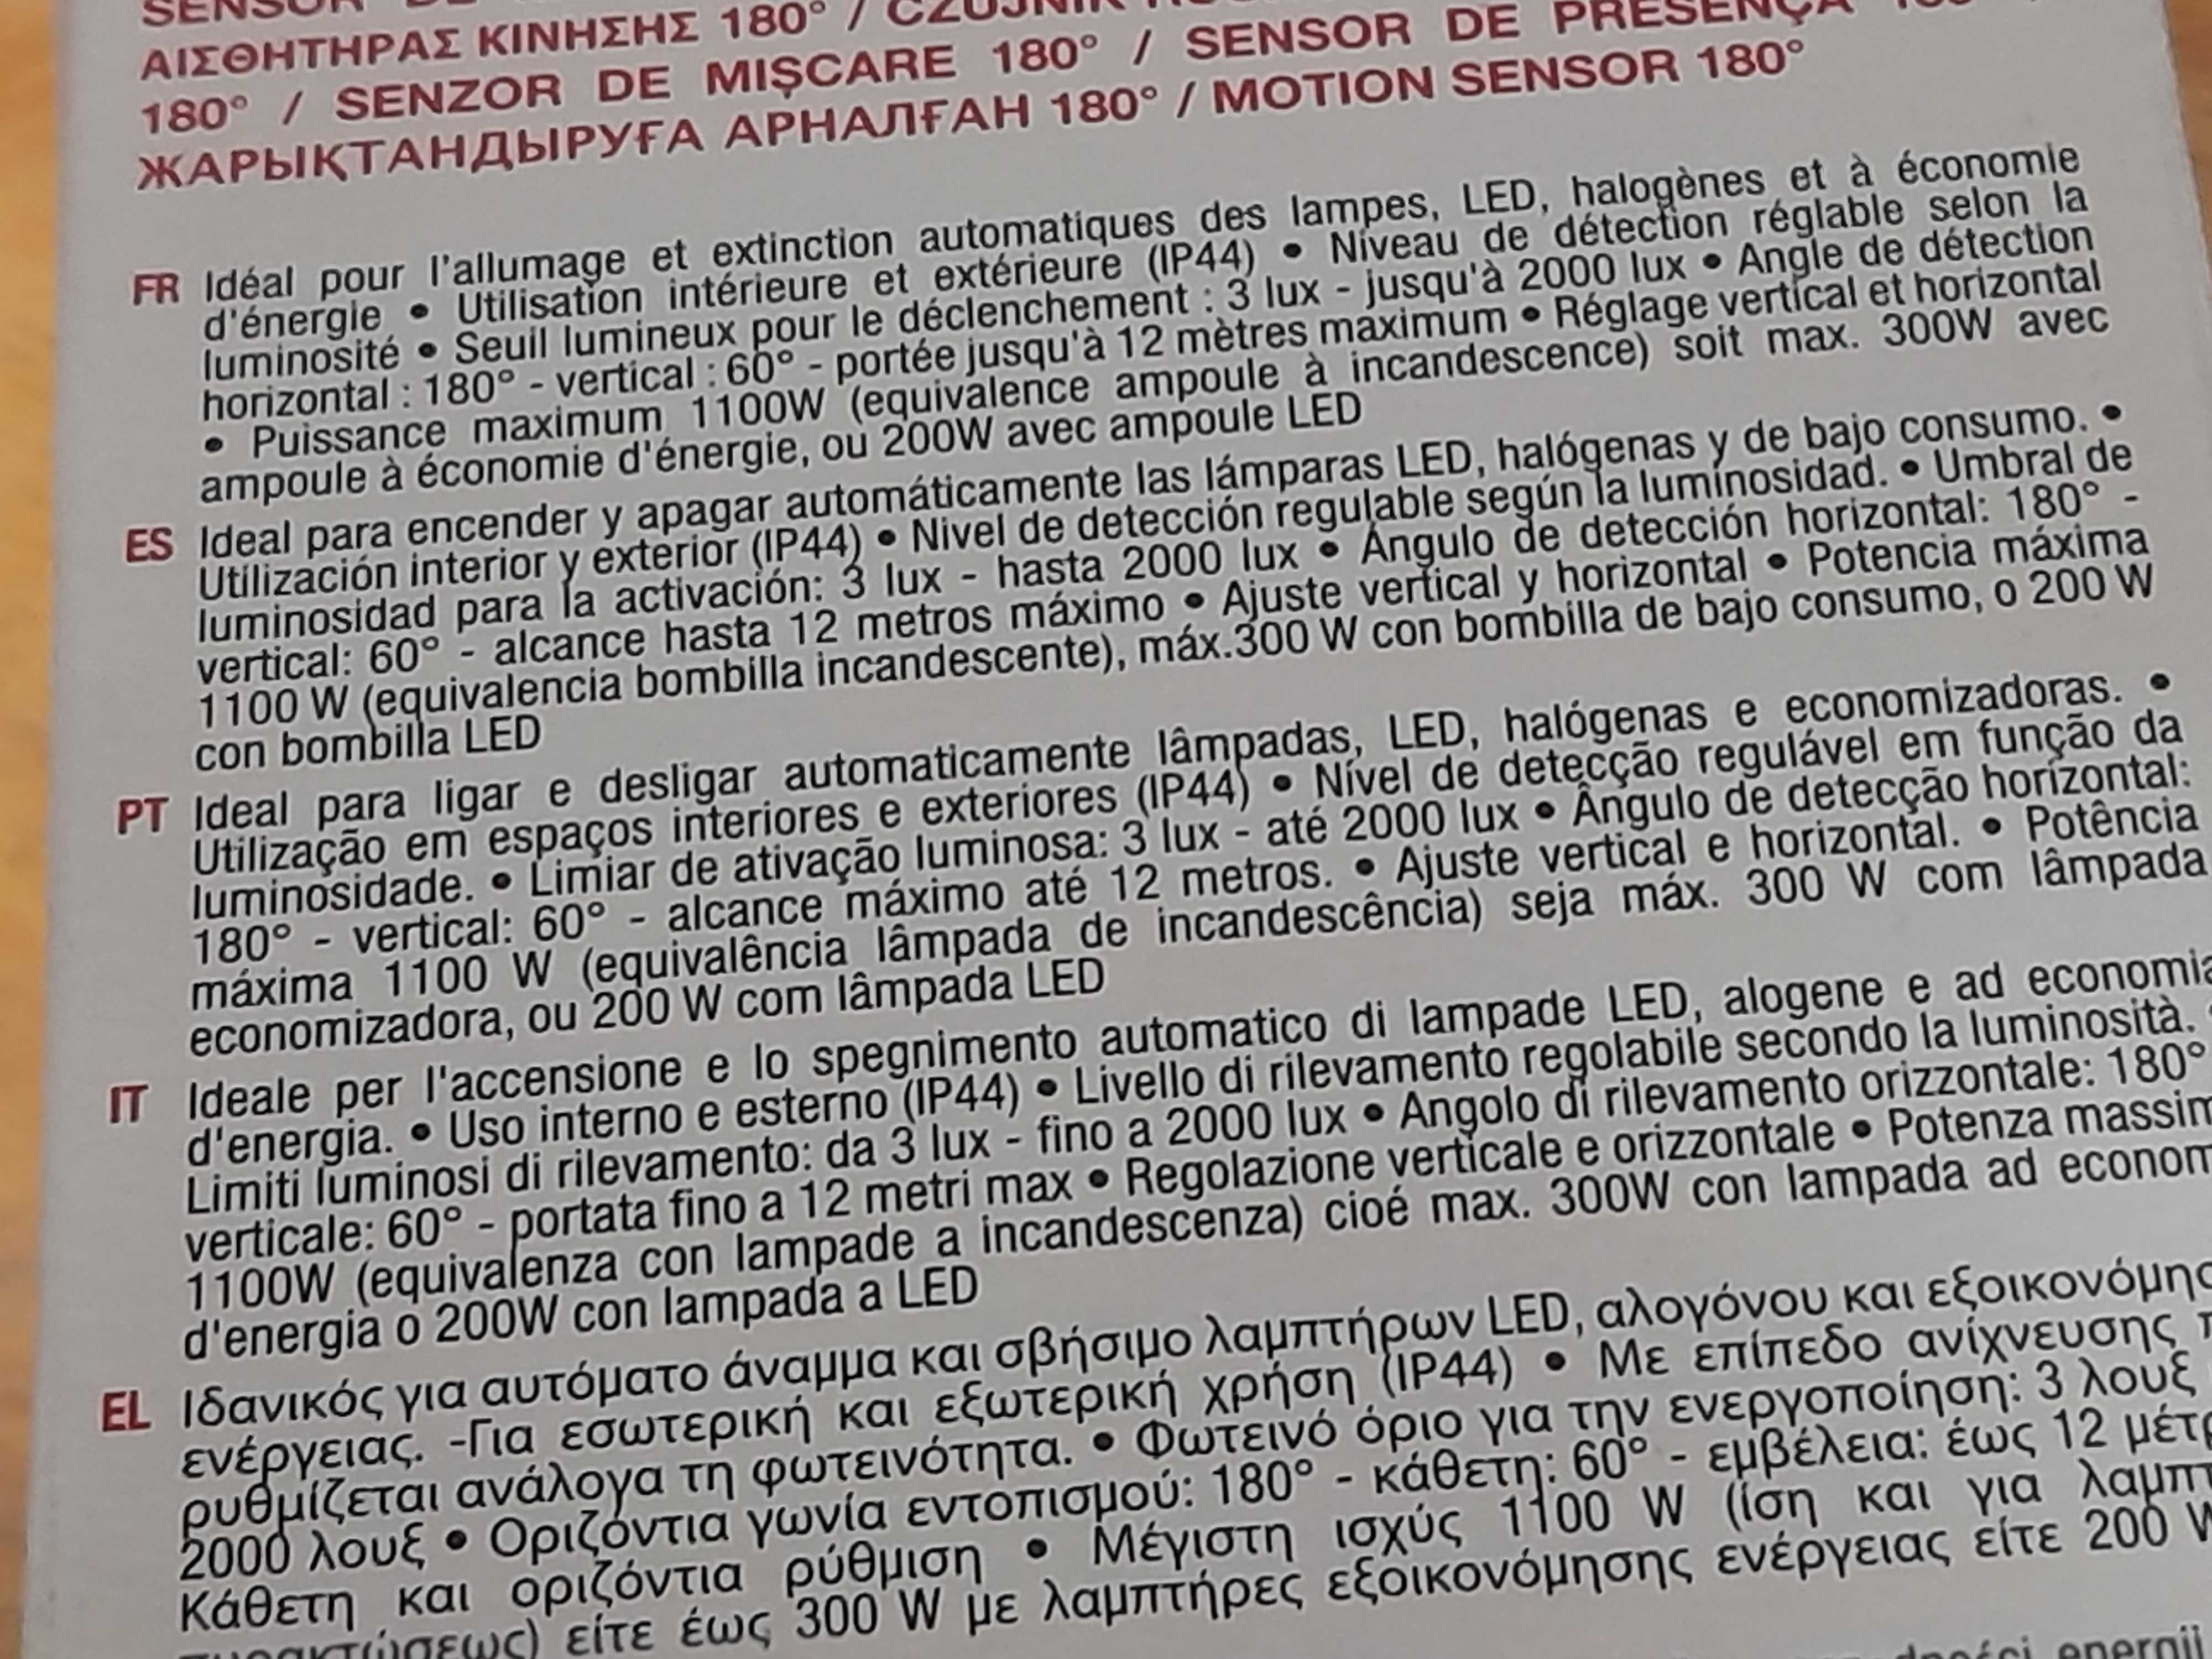 SENSOR DE
ΑΙΣΘΗΤΗΡΑΣ ΚΙΝΗΣΗΣ 180° / CZUJNIK
180° / SENZOR DE MIȘCARE 180° / SENSOR DE PRESENÇA
ЖАРЫҚТАНДЫРУҒА АРНАЛҒАН 180° / MOTION SENSOR 180°
FR Idéal pour l'allumage et extinction automatiques des lampes, LED, halogènes et à économie
d'énergie • Utilisation intérieure et extérieure (IP44) • Niveau de détection réglable selon la
luminosité • Seuil lumineux pour le déclenchement : 3 lux - jusqu'à 2000 lux • Angle de détection
horizontal : 180° - vertical : 60° - portée jusqu'à 12 mètres maximum • Réglage vertical et horizontal
• Puissance maximum 1100W (equivalence ampoule à incandescence) soit max. 300W avec
ampoule à économie d'énergie, ou 200W avec ampoule LED
ES Ideal para encender y apagar automáticamente las lámparas LED, halógenas y de bajo consumo. •
Utilización interior y exterior (IP44) • Nivel de detección regulable según la luminosidad. • Umbral de
luminosidad para la activación: 3 lux - hasta 2000 lux • Ángulo de detección horizontal: 180° -
vertical: 60° - alcance hasta 12 metros máximo • Ajuste vertical y horizontal • Potencia máxima
1100 W (equivalencia bombilla incandescente), máx.300 W con bombilla de bajo consumo, o 200 W
con bombilla LED
PT Ideal para ligar e desligar automaticamente lâmpadas, LED, halógenas e economizadoras. •
Utilização em espaços interiores e exteriores (IP44) • Nível de detecção regulável em função da
luminosidade. • Limiar de ativação luminosa: 3 lux - até 2000 lux • Ângulo de detecção horizontal:
180° - vertical: 60° - alcance máximo até 12 metros. • Ajuste vertical e horizontal. • Potência
máxima 1100 W (equivalência lâmpada de incandescência) seja máx. 300 W com lâmpada
economizadora, ou 200 W com lâmpada LED
IT Ideale per l'accensione e lo spegnimento automatico di lampade LED, alogene e ad economia
d'energia. • Uso interno e esterno (IP44) • Livello di rilevamento regolabile secondo la luminosità.
Limiti luminosi di rilevamento: da 3 lux - fino a 2000 lux • Angolo di rilevamento orizzontale: 180°
verticale: 60° - portata fino a 12 metri max • Regolazione verticale e orizzontale • Potenza massim
1100W (equivalenza con lampade a incandescenza) cioé max. 300W con lampada ad econom
d'energia o 200W con lampada a LED
EL Ιδανικός για αυτόματο άναμμα και σβήσιμο λαμπτήρων LED, αλογόνου και εξοικονόμησ
ενέργειας. -Για εσωτερική και εξωτερική χρήση (IP44) • Με επίπεδο ανίχνευσης π
ρυθμίζεται ανάλογα τη φωτεινότητα. • Φωτεινό όριο για την ενεργοποίηση: 3 λουξ
2000 λουξ • Οριζόντια γωνία εντοπισμού: 180° - κάθετη: 60° - εμβέλεια: έως 12 μέτρ
Κάθετη και οριζόντια ρύθμιση • Μέγιστη ισχύς 1100 W (ίση και για λαμπτ
πυρακτώσεως) είτε έως 300 W με λαμπτήρες εξοικονόμησης ενέργειας είτε 200 W
energii